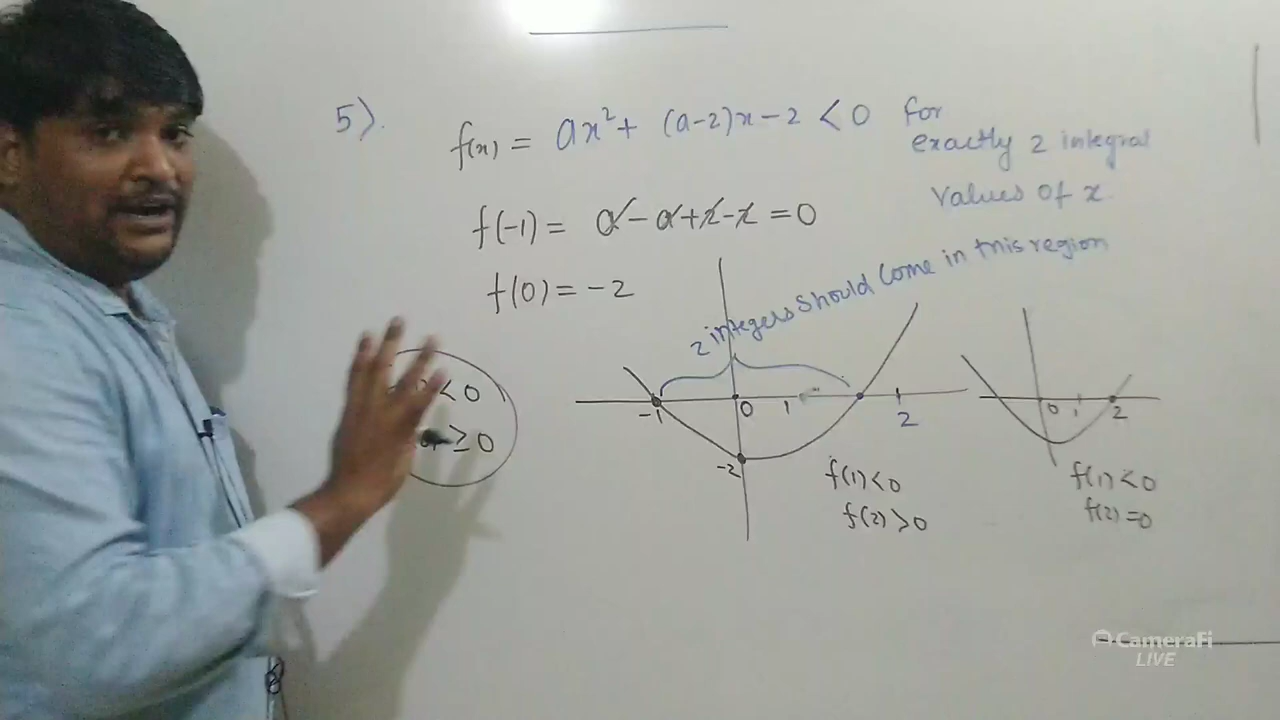 5).
f(x) = ax² + (a-2)x - 2 < 0 for
exactly 2 integral
values of x.
f(-1) = a - a + 2 - 2 = 0
f(0) = -2
2 integers should come in this region
< 0
≥ 0
-1 0 1 2
-2
f(1) < 0
f(2) > 0
0 1 2
f(1) < 0
f(2) = 0
CameraFi
LIVE